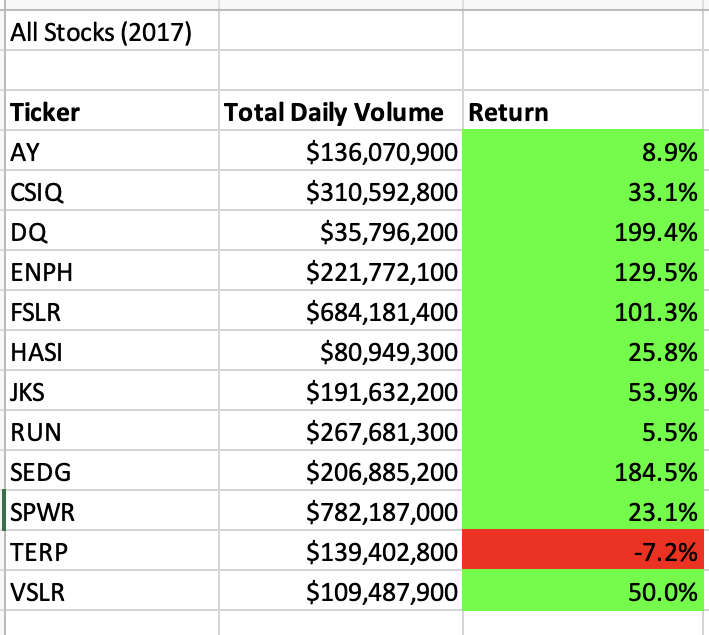 All Stocks (2017)
Ticker Total Daily Volume Return
AY $136,070,900 8.9%
CSIQ $310,592,800 33.1%
DQ $35,796,200 199.4%
ENPH $221,772,100 129.5%
FSLR $684,181,400 101.3%
HASI $80,949,300 25.8%
JKS $191,632,200 53.9%
RUN $267,681,300 5.5%
SEDG $206,885,200 184.5%
SPWR $782,187,000 23.1%
TERP $139,402,800 -7.2%
VSLR $109,487,900 50.0%